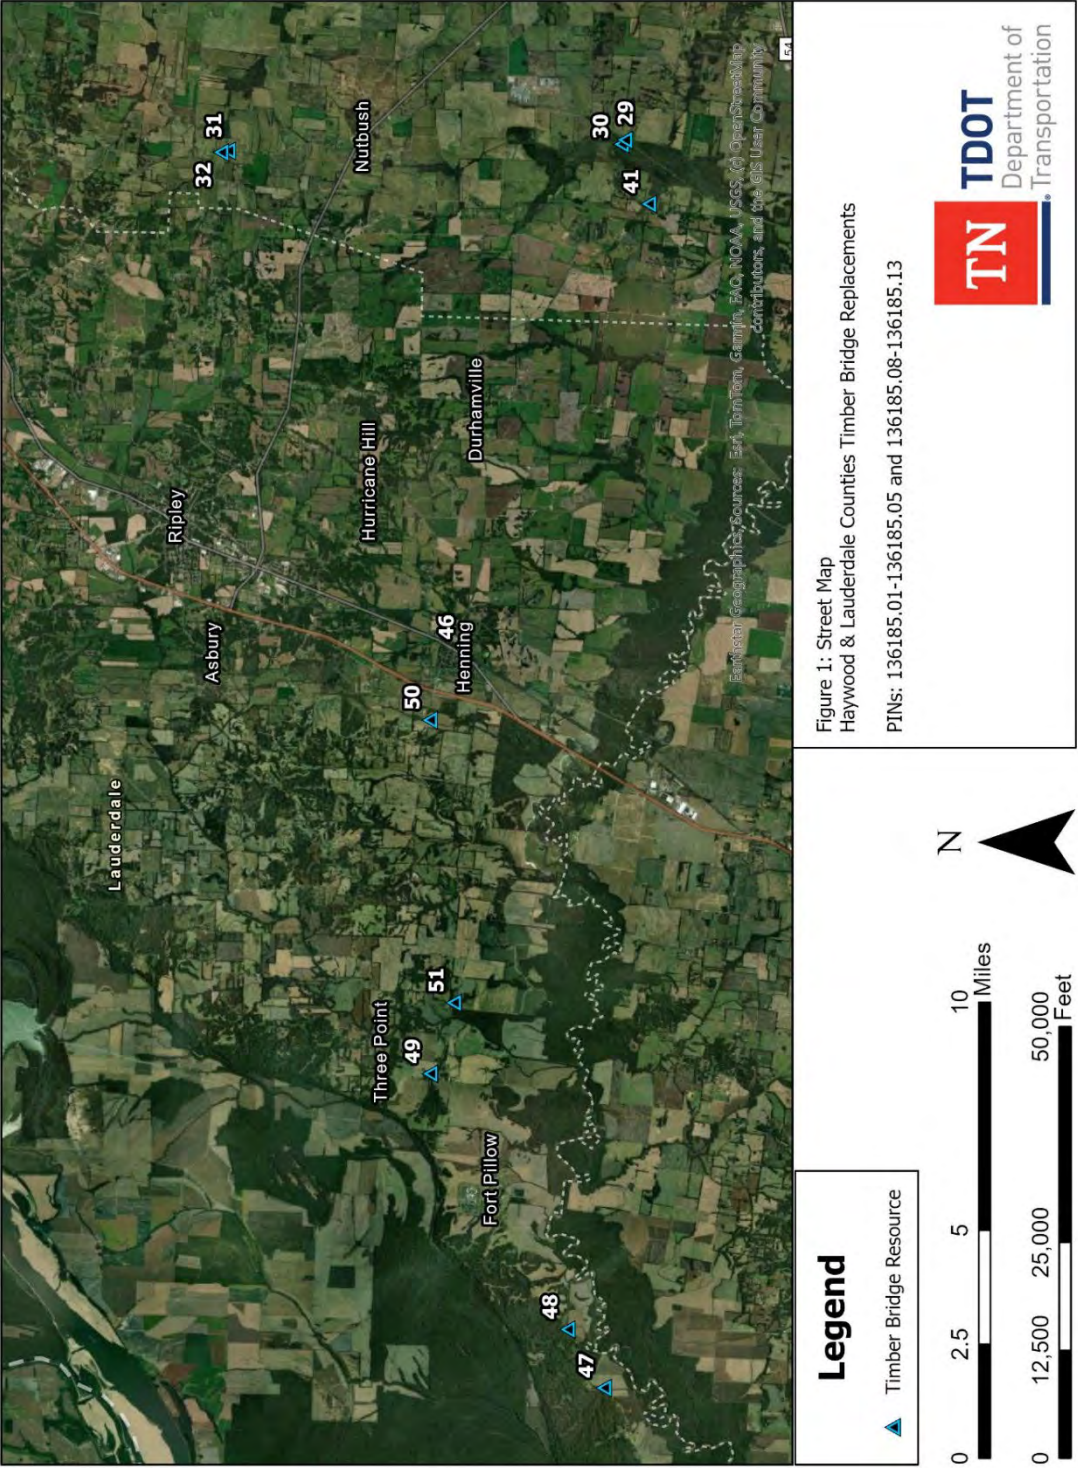 Lauderdale
Ripley
Asbury
31
32
Nutbush
Three Point
Hurricane Hill
49
51
50
46
Henning
Durhamville
Fort Pillow
48
47
30
29
41
54
Earthstar Geographics, Sources: Esri, TomTom, Garmin, FAO, NOAA, USGS, (c) OpenStreetMap
contributors, and the GIS User Community
Legend
Timber Bridge Resource
0 2.5 5 10
Miles
0 12,500 25,000 50,000
Feet
N
Figure 1: Street Map
Haywood & Lauderdale Counties Timber Bridge Replacements
PINs: 136185.01-136185.05 and 136185.08-136185.13
TN
TDOT
Department of
Transportation